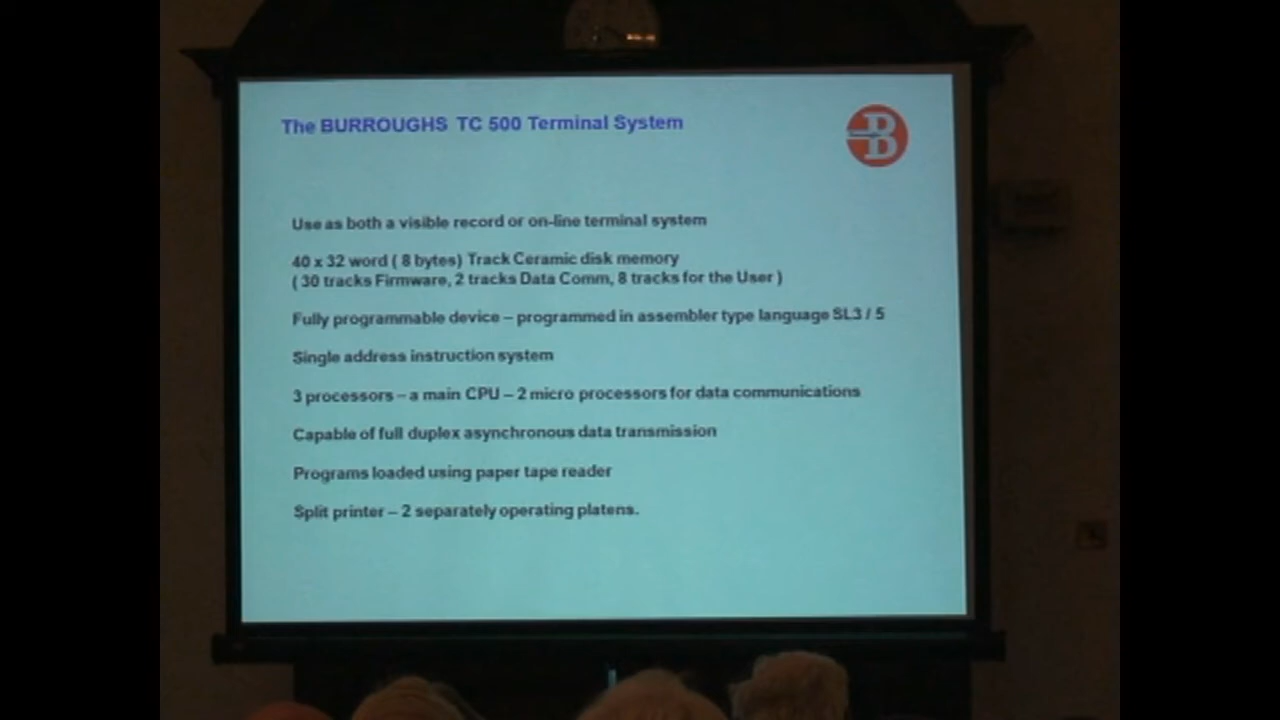 The BURROUGHS TC 500 Terminal System
B
Use as both a visible record or on-line terminal system
40 x 32 word ( 8 bytes) Track Ceramic disk memory
( 30 tracks Firmware, 2 tracks Data Comm, 8 tracks for the User )
Fully programmable device – programmed in assembler type language SL3 / 5
Single address instruction system
3 processors – a main CPU – 2 micro processors for data communications
Capable of full duplex asynchronous data transmission
Programs loaded using paper tape reader
Split printer – 2 separately operating platens.